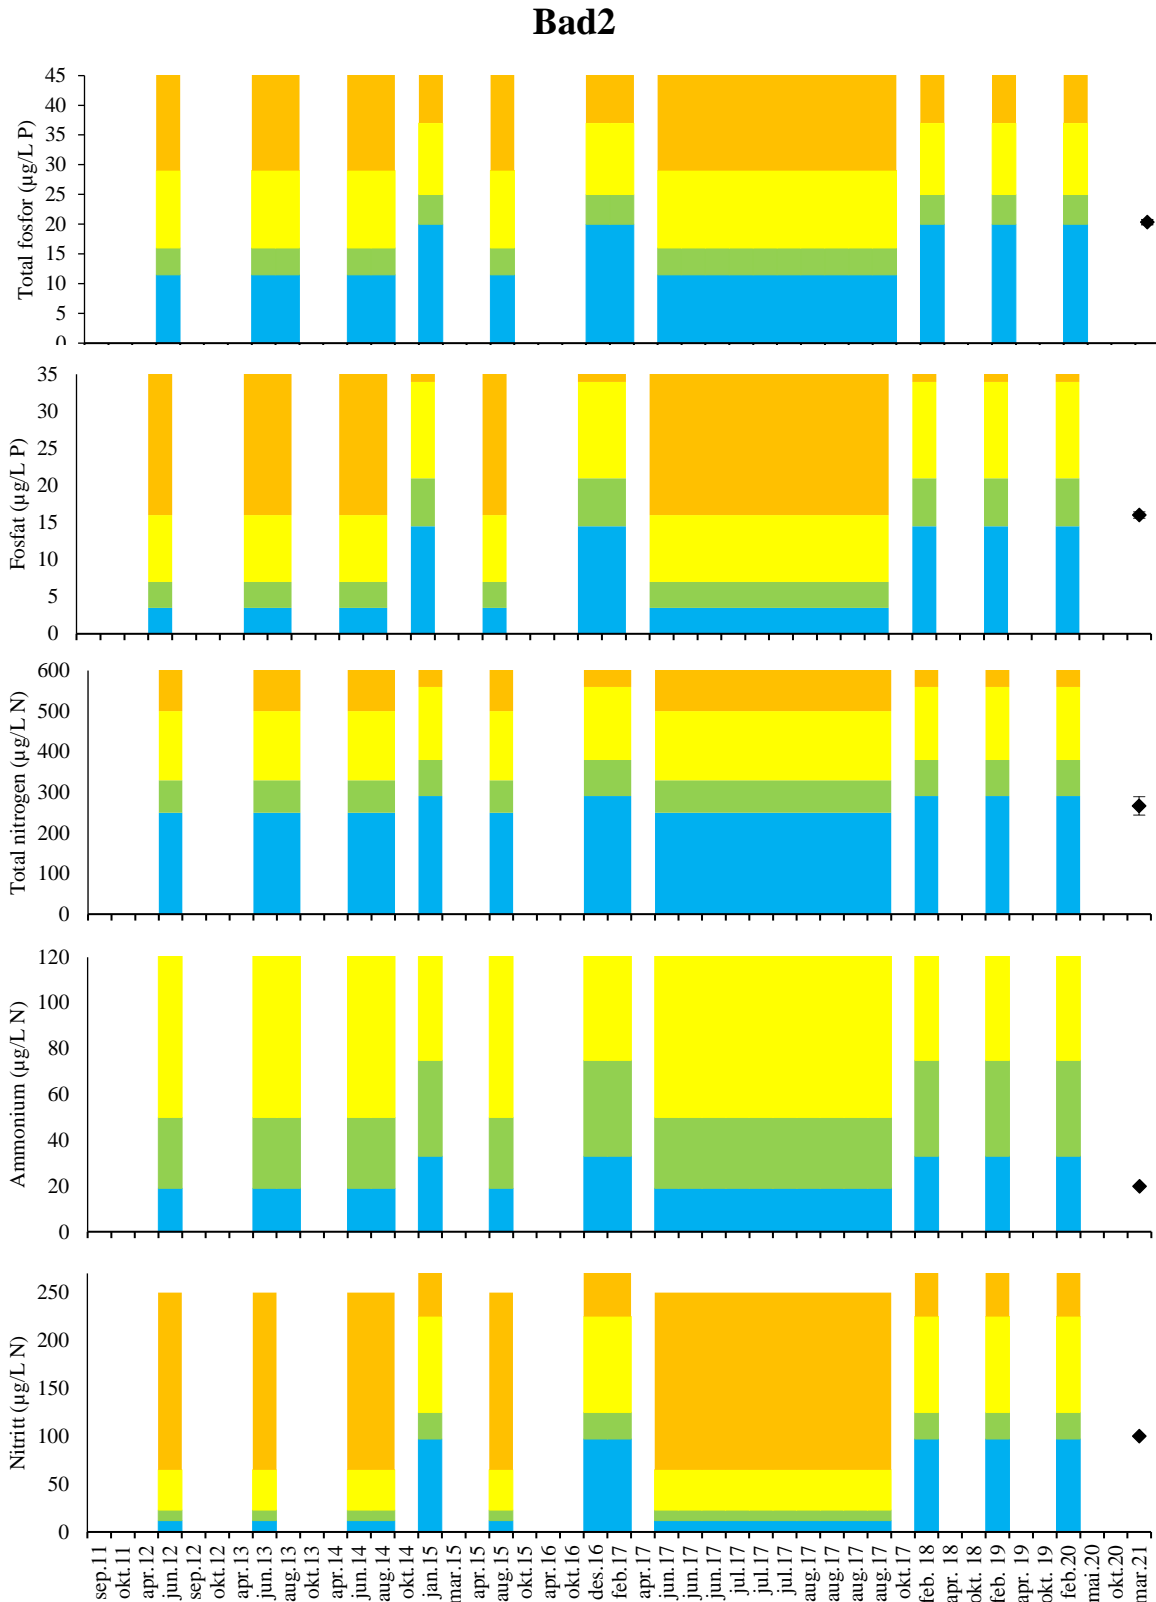 Bad2
Total fosfor (µg/L P)
45
40
35
30
25
20
15
10
5
0
Fosfat (µg/L P)
35
30
25
20
15
10
5
0
Total nitrogen (µg/L N)
600
500
400
300
200
100
0
Ammonium (µg/L N)
120
100
80
60
40
20
0
Nitritt (µg/L N)
250
200
150
100
50
0
sep.11
okt.11
apr.12
jun.12
sep.12
okt.12
apr.13
jun.13
aug.13
okt.13
apr.14
jun.14
aug.14
okt.14
jan.15
mar.15
apr.15
aug.15
okt.15
apr.16
okt.16
des.16
feb.17
apr.17
jun.17
jun.17
jun.17
jul.17
jul.17
jul.17
aug.17
aug.17
aug.17
aug.17
okt.17
feb. 18
apr. 18
okt. 18
feb. 19
apr. 19
okt. 19
feb.20
mai.20
okt.20
mar.21